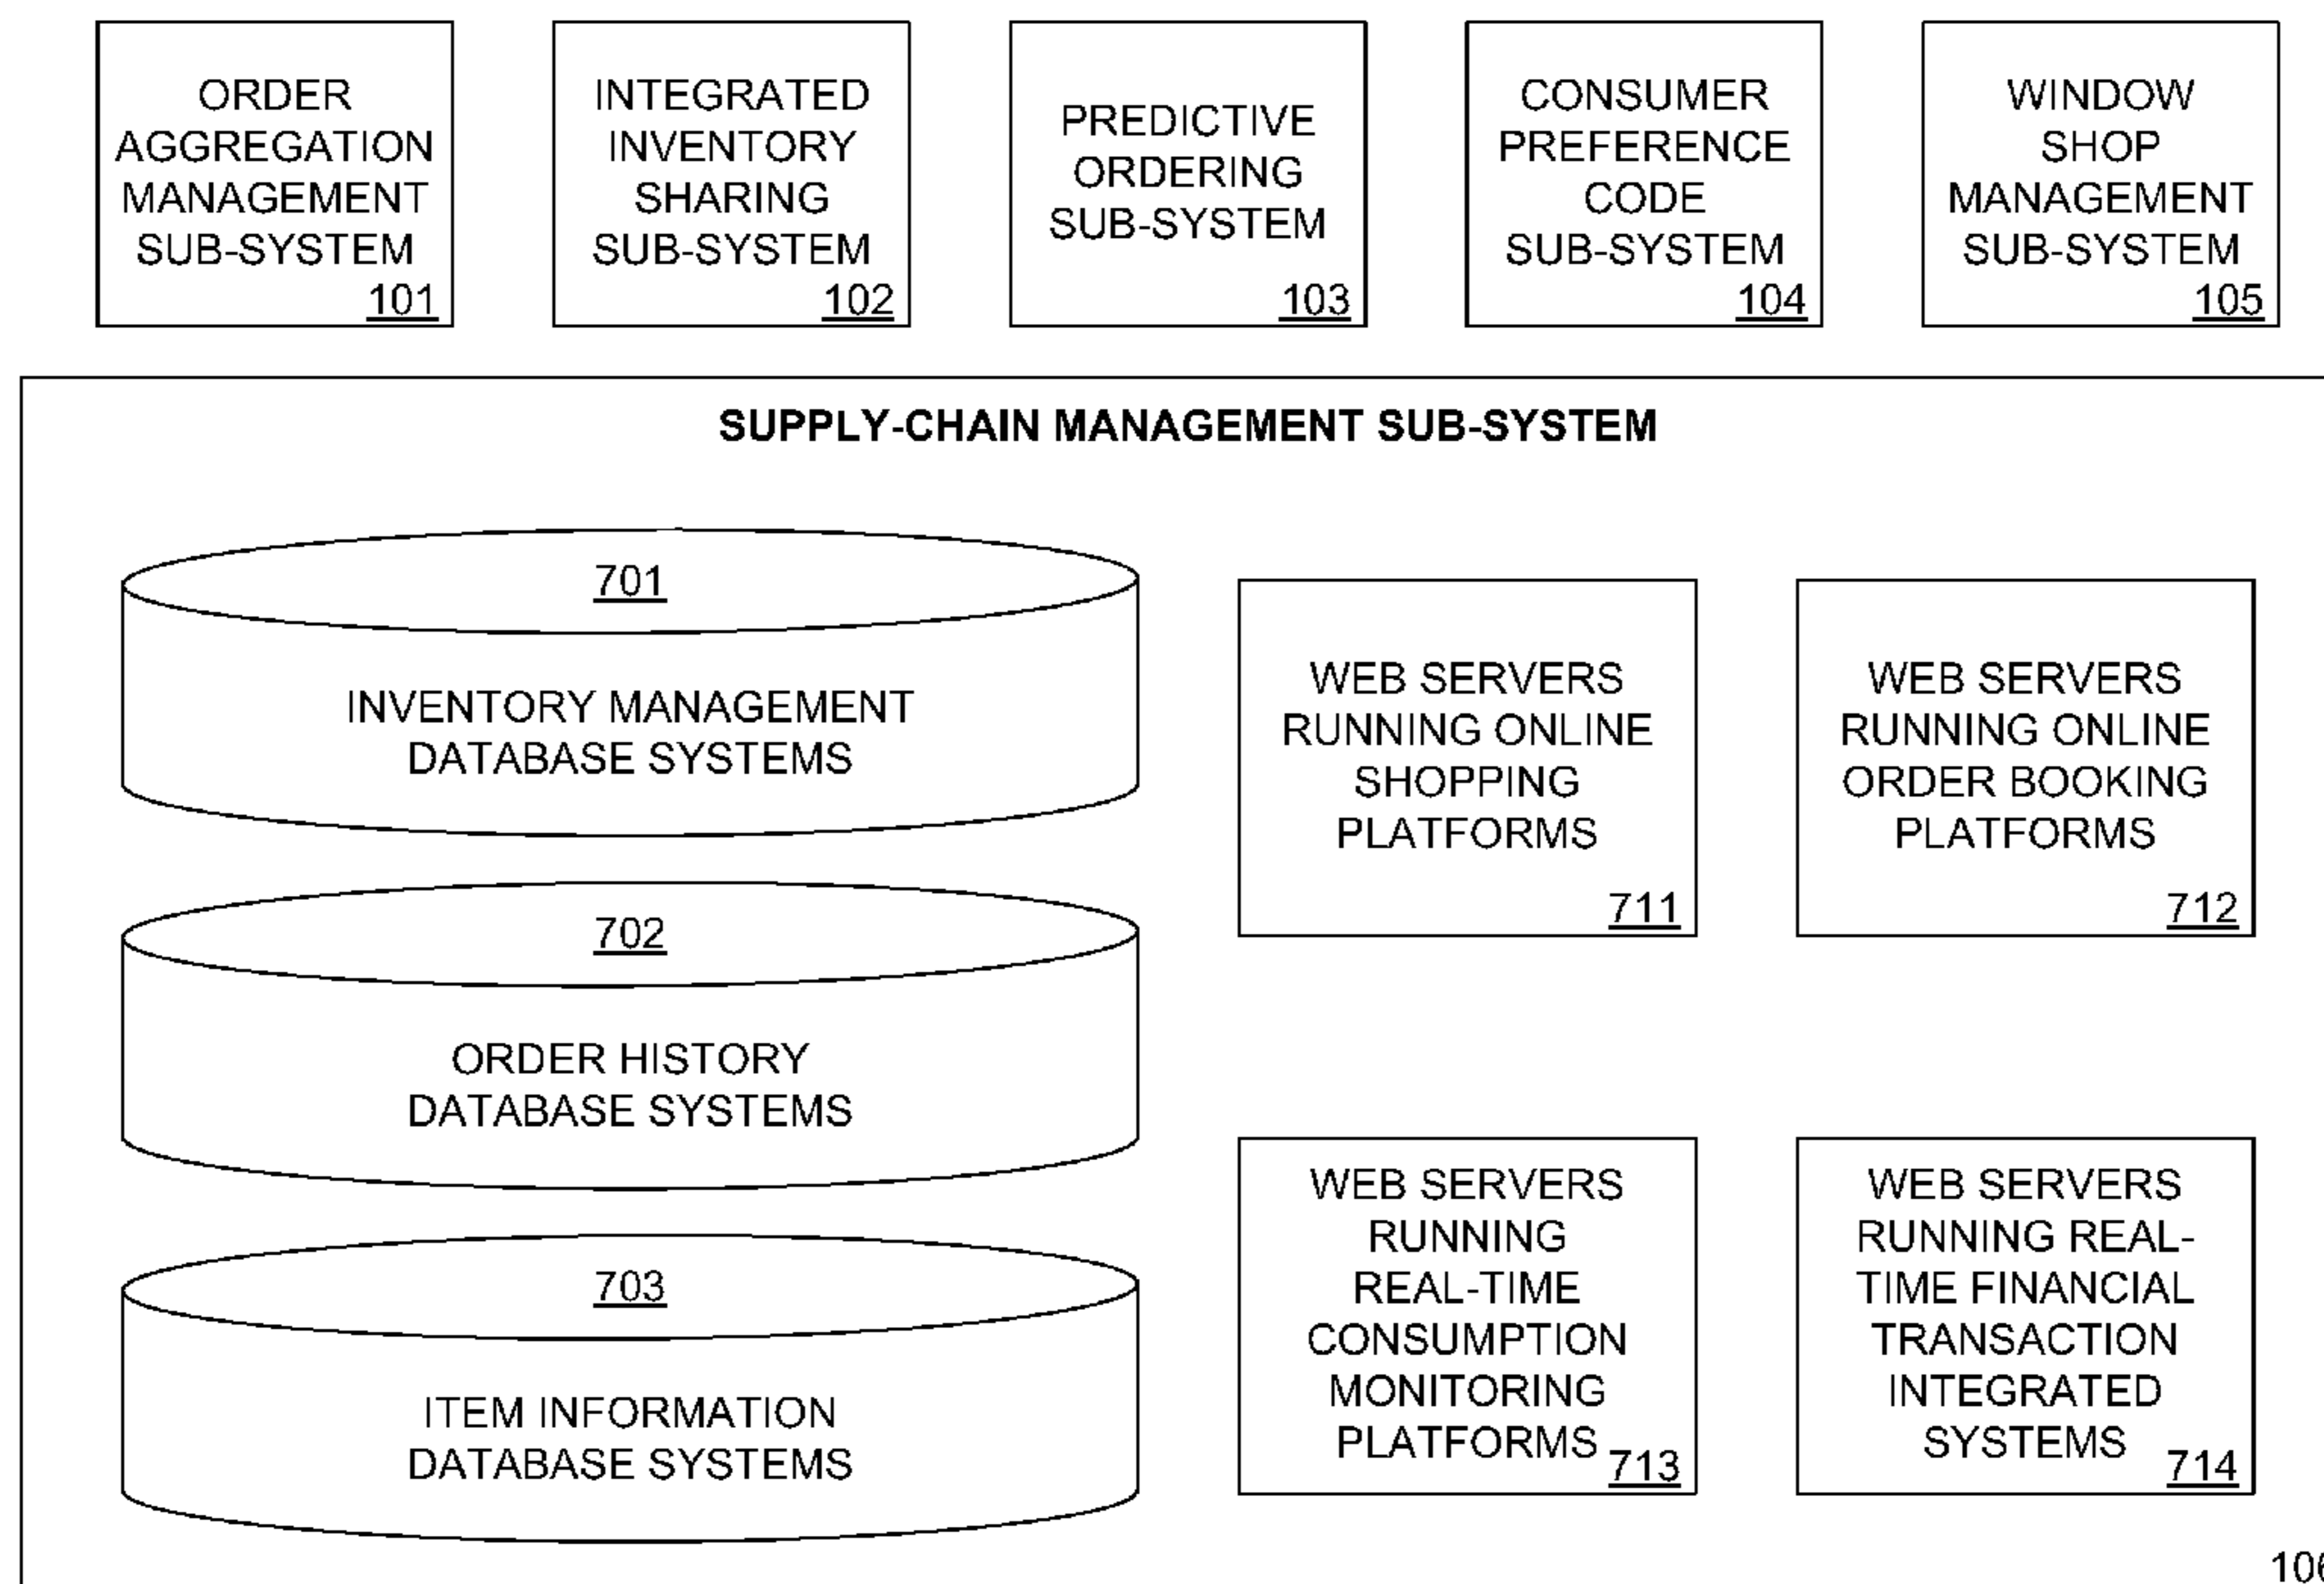 ORDER
AGGREGATION
MANAGEMENT
SUB-SYSTEM
101
INTEGRATED
INVENTORY
SHARING
SUB-SYSTEM
102
PREDICTIVE
ORDERING
SUB-SYSTEM
103
CONSUMER
PREFERENCE
CODE
SUB-SYSTEM
104
WINDOW
SHOP
MANAGEMENT
SUB-SYSTEM
105
SUPPLY-CHAIN MANAGEMENT SUB-SYSTEM
701
INVENTORY MANAGEMENT
DATABASE SYSTEMS
702
ORDER HISTORY
DATABASE SYSTEMS
703
ITEM INFORMATION
DATABASE SYSTEMS
WEB SERVERS
RUNNING ONLINE
SHOPPING
PLATFORMS
711
WEB SERVERS
RUNNING ONLINE
ORDER BOOKING
PLATFORMS
712
WEB SERVERS
RUNNING
REAL-TIME
CONSUMPTION
MONITORING
PLATFORMS
713
WEB SERVERS
RUNNING REAL-
TIME FINANCIAL
TRANSACTION
INTEGRATED
SYSTEMS
714
106